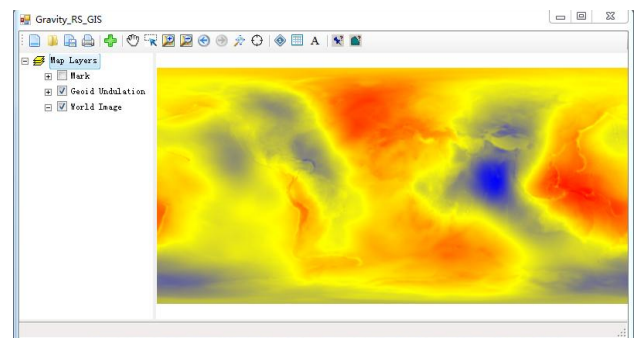 Gravity_RS_GIS
A
Map Layers
Mark
Geoid Undulation
World Image